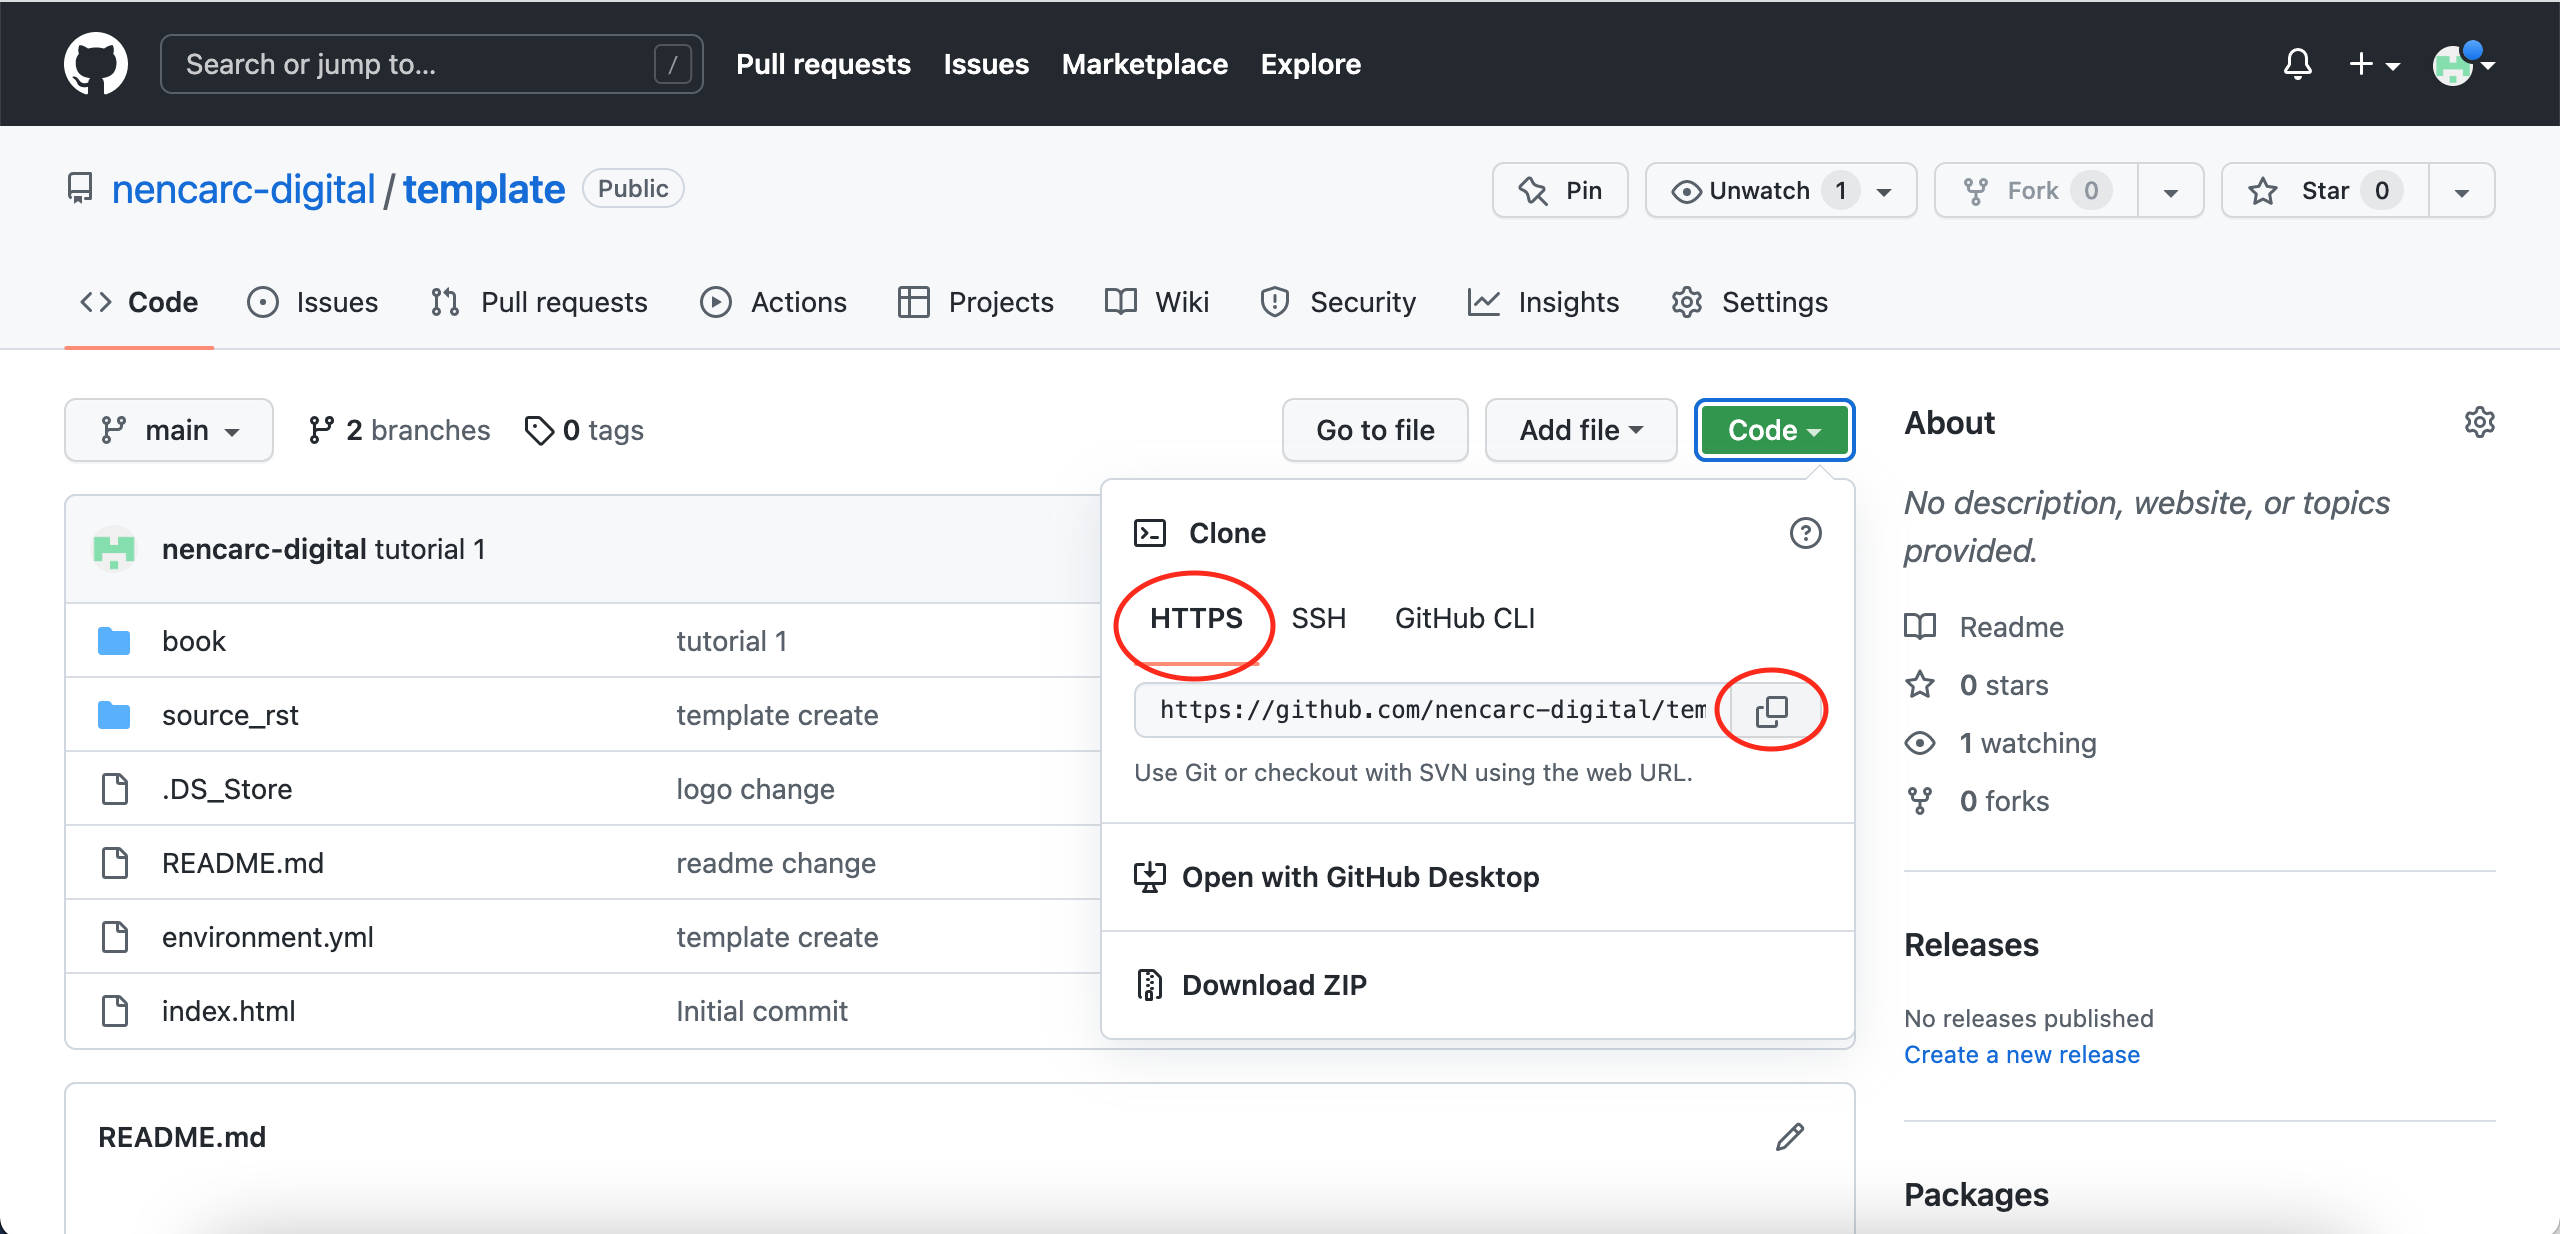 Search or jump to... /
Pull requests Issues Marketplace Explore
nencarc-digital / template Public
Pin Unwatch 1 Fork 0 Star 0
Code Issues Pull requests Actions Projects Wiki Security Insights Settings
main 2 branches 0 tags
Go to file Add file Code
nencarc-digital tutorial 1
book tutorial 1
source_rst template create
.DS_Store logo change
README.md readme change
environment.yml template create
index.html Initial commit
Clone
HTTPS SSH GitHub CLI
https://github.com/nencarc-digital/tem
Use Git or checkout with SVN using the web URL.
Open with GitHub Desktop
Download ZIP
README.md
About
No description, website, or topics
provided.
Readme
0 stars
1 watching
0 forks
Releases
No releases published
Create a new release
Packages